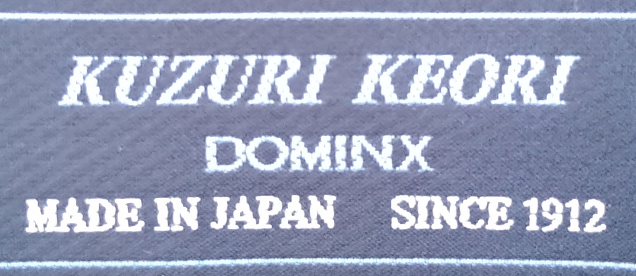 KUZURI KEORI
DOMINX
MADE IN JAPAN SINCE 1912